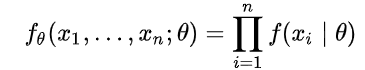 f_θ(x_1, . . . , x_n; θ) = ∏_{i=1}^{n} f(x_i ∣ θ)